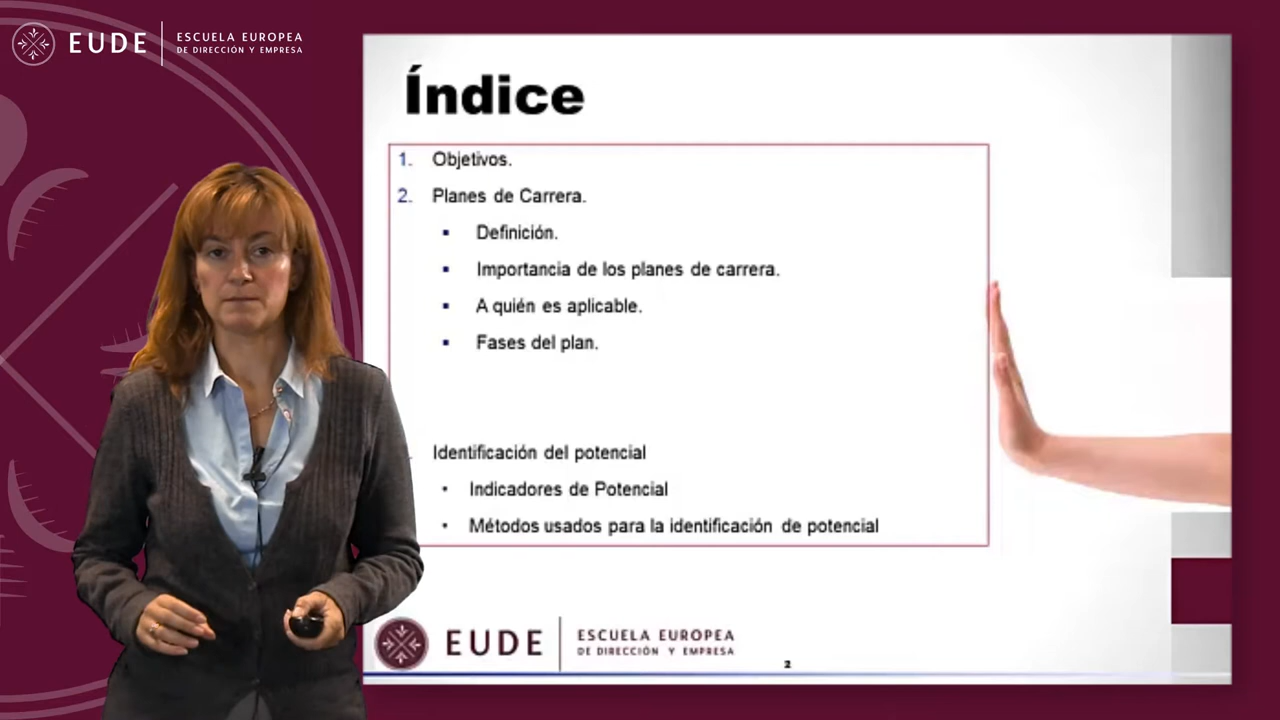 EUDE
ESCUELA EUROPEA
DE DIRECCIÓN Y EMPRESA
Índice
1. Objetivos.
2. Planes de Carrera.
▪ Definición.
▪ Importancia de los planes de carrera.
▪ A quién es aplicable.
▪ Fases del plan.
Identificación del potencial
• Indicadores de Potencial
• Métodos usados para la identificación de potencial
EUDE
ESCUELA EUROPEA
DE DIRECCIÓN Y EMPRESA
2